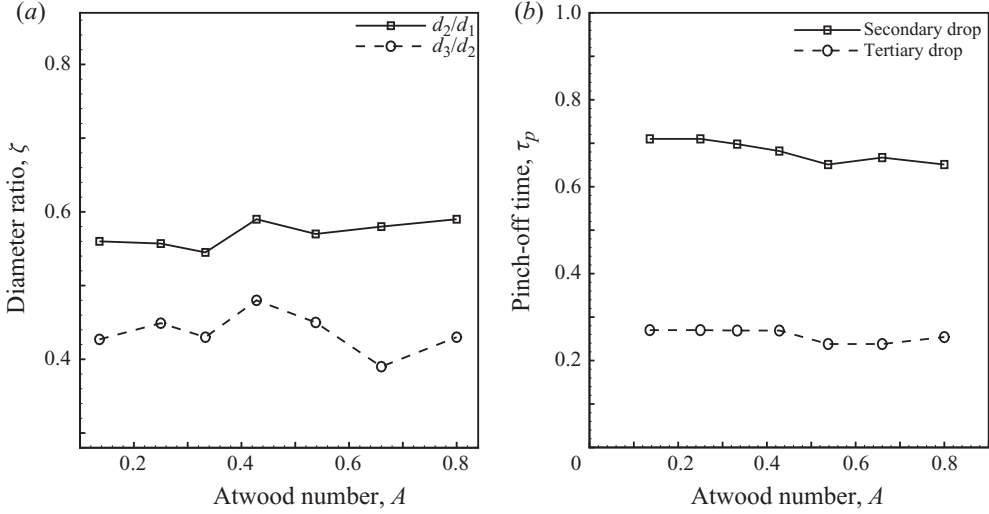 (a)
d2/d1
d3/d2
0.8
0.6
0.4
Diameter ratio, ζ
0.2
0.4
0.6
0.8
Atwood number, A
(b)
Secondary drop
Tertiary drop
1.0
0.8
0.6
0.4
0.2
0
Pinch-off time, τp
0.2
0.4
0.6
0.8
Atwood number, A